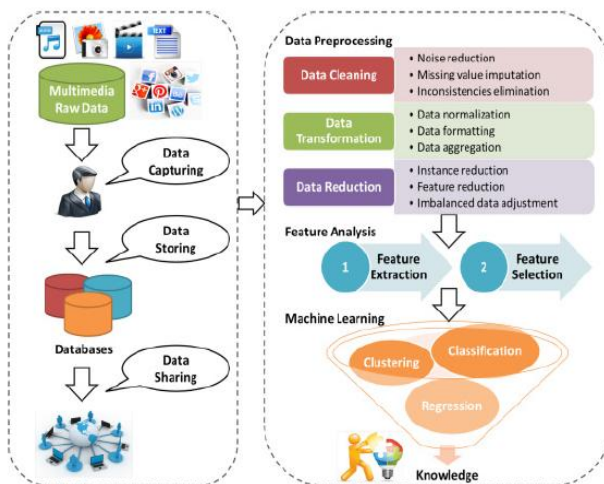 TEXT
Multimedia
Raw Data
Data
Capturing
Data
Storing
Databases
Data
Sharing
Data Preprocessing
Data Cleaning
• Noise reduction
• Missing value imputation
• Inconsistencies elimination
Data
Transformation
• Data normalization
• Data formatting
• Data aggregation
Data Reduction
• Instance reduction
• Feature reduction
• Imbalanced data adjustment
Feature Analysis
1
Feature
Extraction
2
Feature
Selection
Machine Learning
Clustering
Classification
Regression
Knowledge